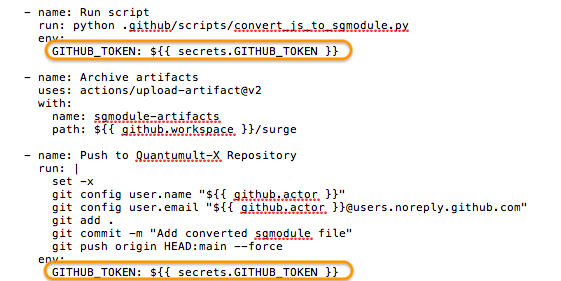 - name: Run script
run: python .github/scripts/convert_js_to_sgmodule.py
env:
GITHUB_TOKEN: ${{ secrets.GITHUB_TOKEN }}
- name: Archive artifacts
uses: actions/upload-artifact@v2
with:
name: sgmodule-artifacts
path: ${{ github.workspace }}/surge
- name: Push to Quantumult-X Repository
run: |
set -x
git config user.name "${{ github.actor }}"
git config user.email "${{ github.actor }}@users.noreply.github.com"
git add .
git commit -m "Add converted sgmodule file"
git push origin HEAD:main --force
env:
GITHUB_TOKEN: ${{ secrets.GITHUB_TOKEN }}